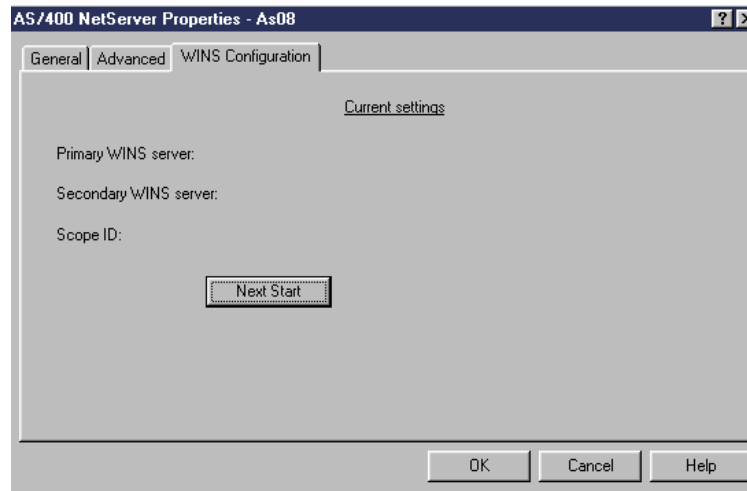 AS/400 NetServer Properties - As08
General Advanced WINS Configuration
Current settings
Primary WINS server:
Secondary WINS server:
Scope ID:
Next Start
OK Cancel Help